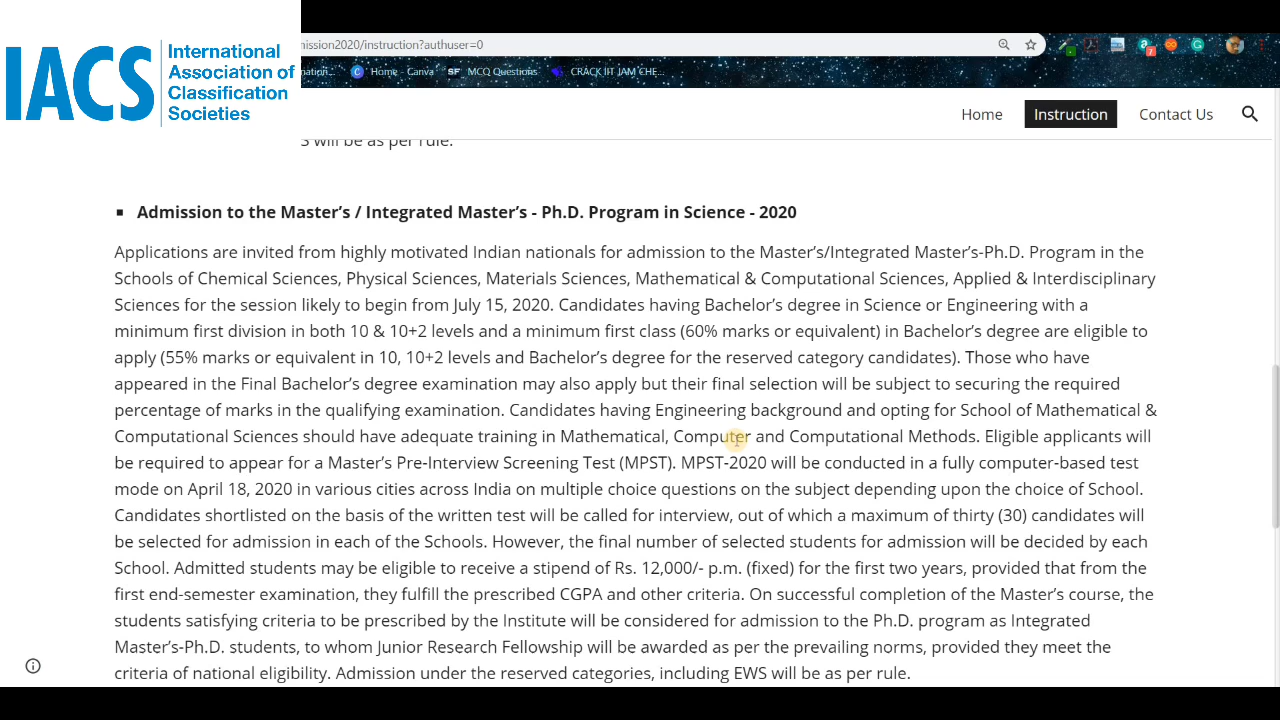 IACS
International
Association of
Classification
Societies
mission2020/instruction?authuser=0
Home - Canva
SF MCQ Questions
CRACK IIT JAM CHE...
Home
Instruction
Contact Us
S will be as per rule.
Admission to the Master's / Integrated Master's - Ph.D. Program in Science - 2020
Applications are invited from highly motivated Indian nationals for admission to the Master's/Integrated Master's-Ph.D. Program in the
Schools of Chemical Sciences, Physical Sciences, Materials Sciences, Mathematical & Computational Sciences, Applied & Interdisciplinary
Sciences for the session likely to begin from July 15, 2020. Candidates having Bachelor's degree in Science or Engineering with a
minimum first division in both 10 & 10+2 levels and a minimum first class (60% marks or equivalent) in Bachelor's degree are eligible to
apply (55% marks or equivalent in 10, 10+2 levels and Bachelor's degree for the reserved category candidates). Those who have
appeared in the Final Bachelor's degree examination may also apply but their final selection will be subject to securing the required
percentage of marks in the qualifying examination. Candidates having Engineering background and opting for School of Mathematical &
Computational Sciences should have adequate training in Mathematical, Computer and Computational Methods. Eligible applicants will
be required to appear for a Master's Pre-Interview Screening Test (MPST). MPST-2020 will be conducted in a fully computer-based test
mode on April 18, 2020 in various cities across India on multiple choice questions on the subject depending upon the choice of School.
Candidates shortlisted on the basis of the written test will be called for interview, out of which a maximum of thirty (30) candidates will
be selected for admission in each of the Schools. However, the final number of selected students for admission will be decided by each
School. Admitted students may be eligible to receive a stipend of Rs. 12,000/- p.m. (fixed) for the first two years, provided that from the
first end-semester examination, they fulfill the prescribed CGPA and other criteria. On successful completion of the Master's course, the
students satisfying criteria to be prescribed by the Institute will be considered for admission to the Ph.D. program as Integrated
Master's-Ph.D. students, to whom Junior Research Fellowship will be awarded as per the prevailing norms, provided they meet the
criteria of national eligibility. Admission under the reserved categories, including EWS will be as per rule.